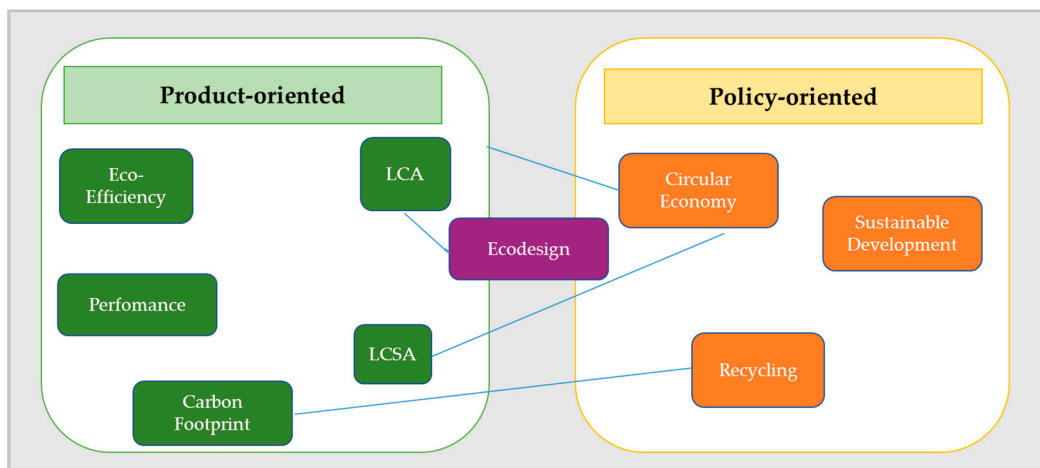 Product-oriented
Policy-oriented
Eco-
Efficiency
LCA
Circular
Economy
Sustainable
Development
Ecodesign
Perfomance
LCSA
Recycling
Carbon
Footprint